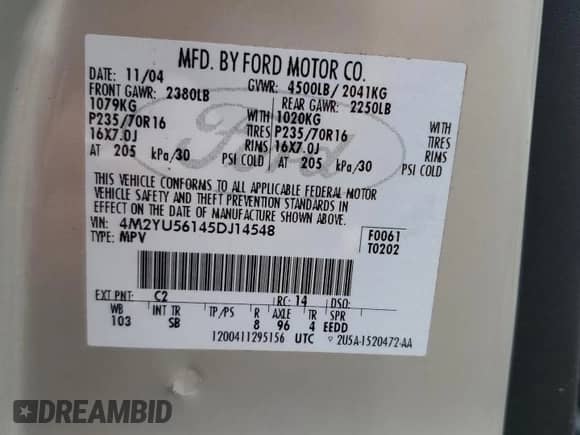 MFD. BY FORD MOTOR CO.
DATE: 11/04 GVWR: 4500LB/ 2041KG
FRONT GAWR: 2380LB REAR GAWR: 2250LB
1079KG WITH 1020KG WITH
P235/70R16 TIRES P235/70R16 TIRES
16X7.0J RIMS 16X7.0J RIMS
AT 205 kPa/30 PSI COLD AT 205 kPa/30 PSI COLD
Ford
THIS VEHICLE CONFORMS TO ALL APPLICABLE FEDERAL MOTOR
VEHICLE SAFETY AND THEFT PREVENTION STANDARDS IN
EFFECT ON THE DATE OF MANUFACTURE SHOWN ABOVE.
VIN: 4M2YU56145DJ14548 F0061
TYPE: MPV T0202
EXT PNT: C2 RC: 14 DSO:
WB INT TR TP/PS R AXLE TR SPR
103 SB 8 96 4 EEDD
1200411295156 UTC 2U5A-1520472-AA
DREAMBID